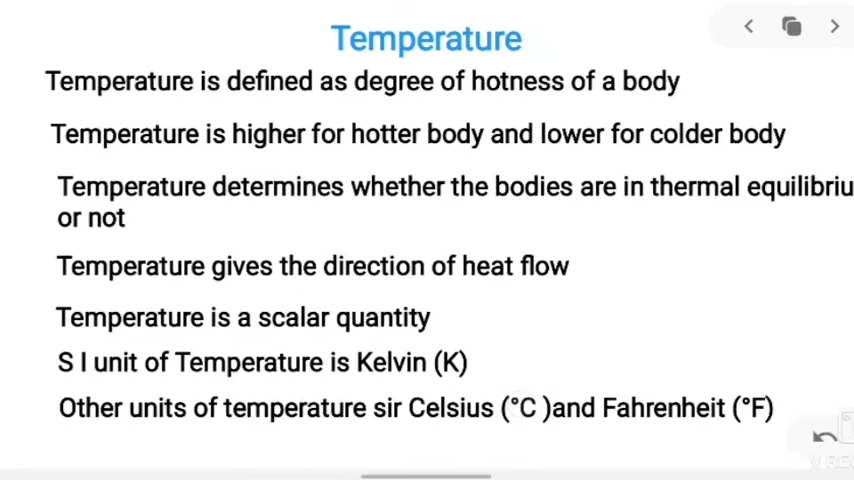 Temperature
Temperature is defined as degree of hotness of a body
Temperature is higher for hotter body and lower for colder body
Temperature determines whether the bodies are in thermal equilibriu
or not
Temperature gives the direction of heat flow
Temperature is a scalar quantity
S I unit of Temperature is Kelvin (K)
Other units of temperature sir Celsius (°C )and Fahrenheit (°F)